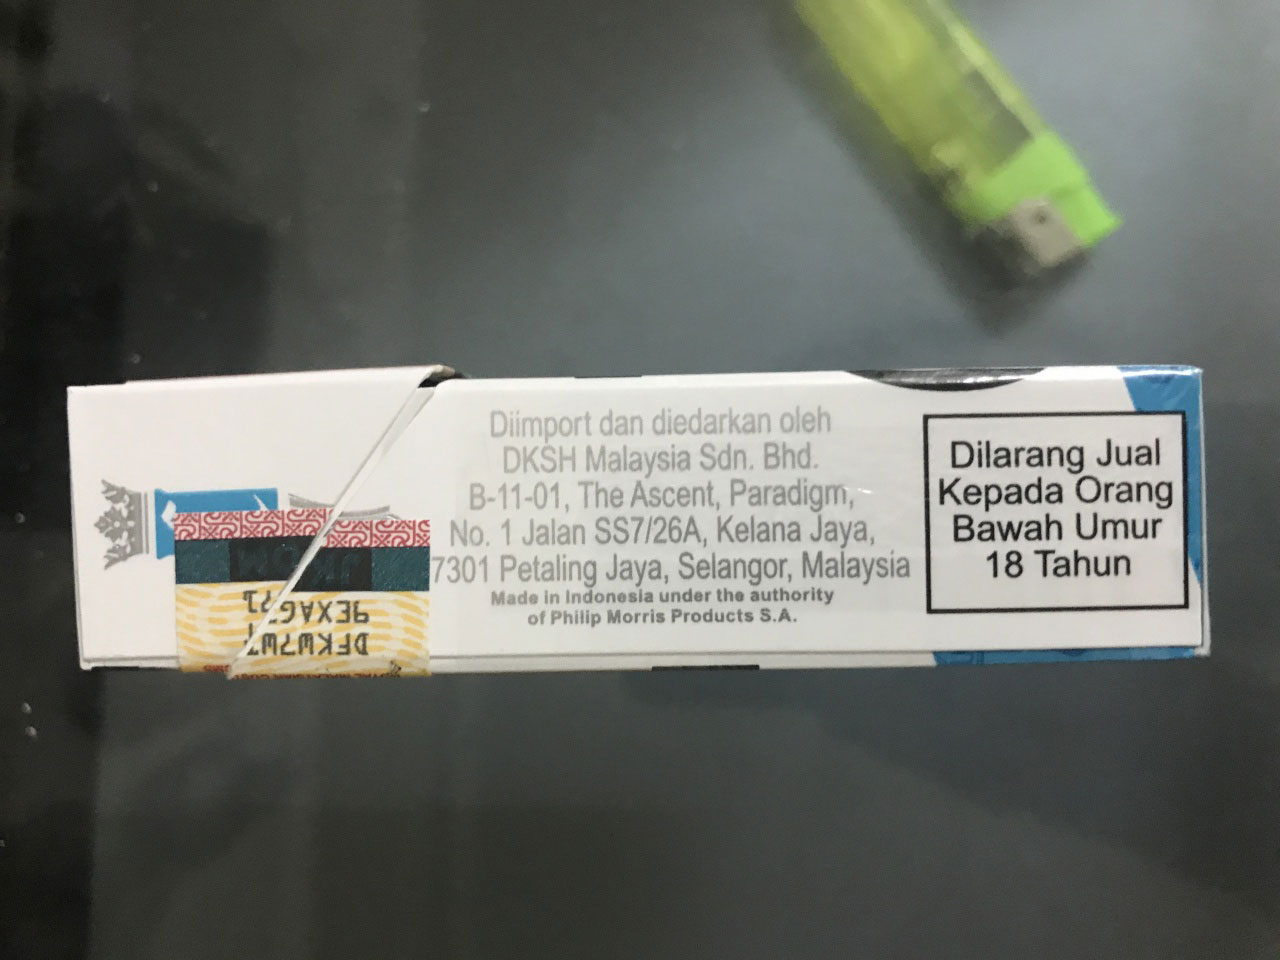 Diimport dan diedarkan oleh
DKSH Malaysia Sdn. Bhd.
B-11-01, The Ascent, Paradigm,
No. 1 Jalan SS7/26A, Kelana Jaya,
7301 Petaling Jaya, Selangor, Malaysia
Made in Indonesia under the authority
of Philip Morris Products S.A.
Dilarang Jual
Kepada Orang
Bawah Umur
18 Tahun